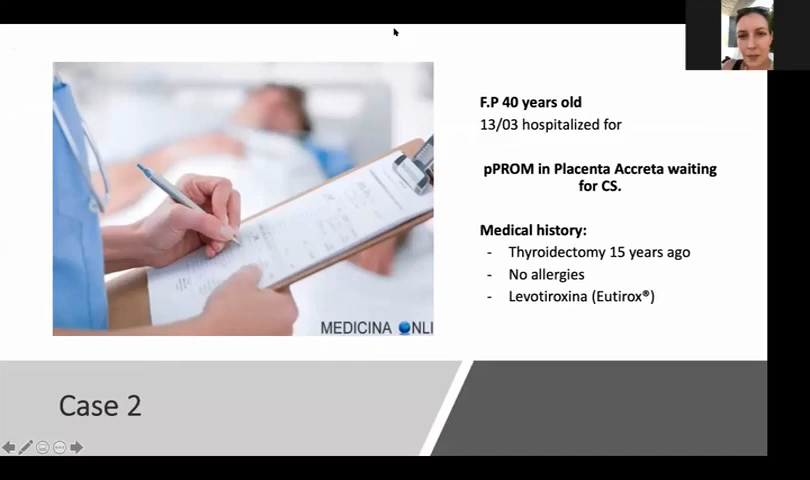 F.P 40 years old
13/03 hospitalized for
pPROM in Placenta Accreta waiting
for CS.
Medical history:
- Thyroidectomy 15 years ago
- No allergies
- Levotiroxina (Eutirox®)
MEDICINA ONLI
Case 2